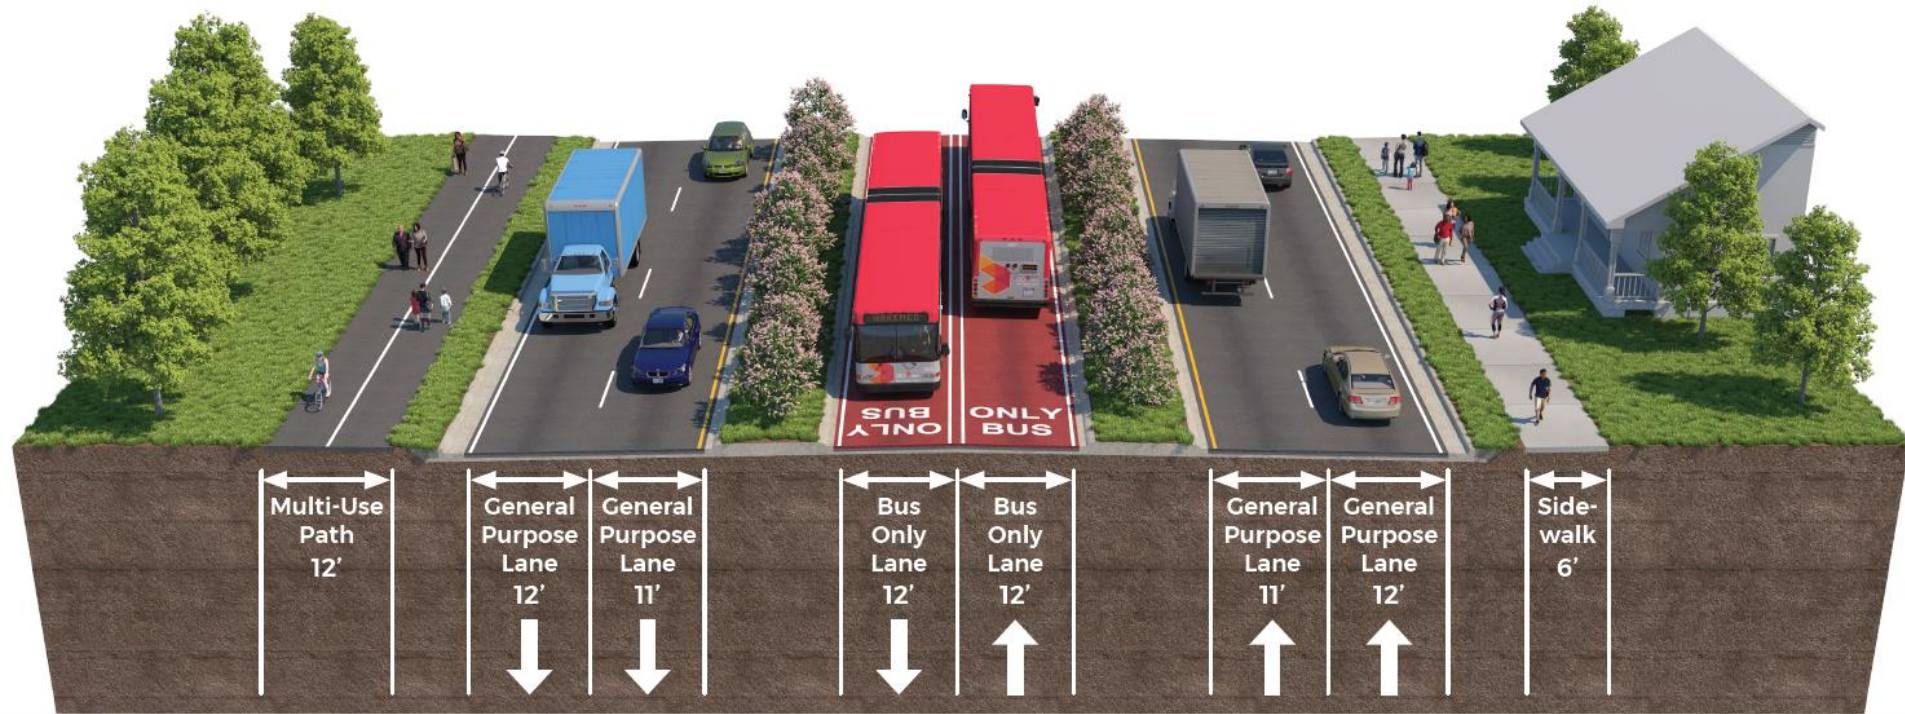 WAKEMED
BUS
ONLY
ONLY
BUS
Multi-Use
Path
12’
General
Purpose
Lane
12’
General
Purpose
Lane
11’
Bus
Only
Lane
12’
Bus
Only
Lane
12’
General
Purpose
Lane
11’
General
Purpose
Lane
12’
Side-
walk
6’